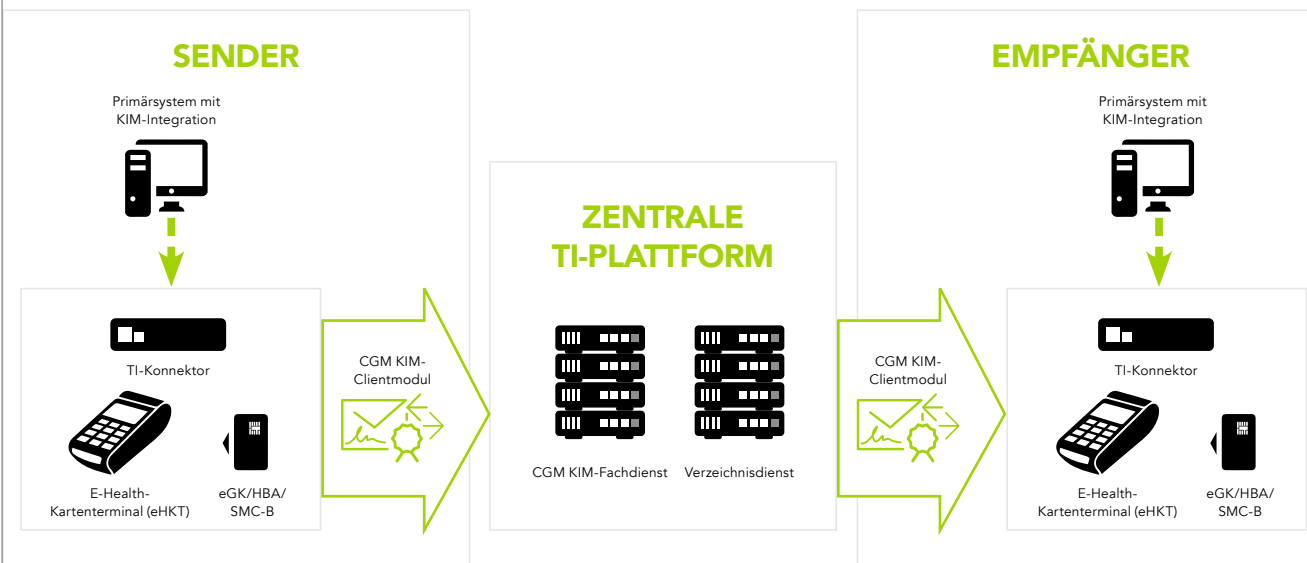 SENDER
Primärsystem mit
KIM-Integration
TI-Konnektor
E-Health-
Kartenterminal (eHKT)
eGK/HBA/
SMC-B
CGM KIM-
Clientmodul
ZENTRALE
TI-PLATTFORM
CGM KIM-Fachdienst
Verzeichnisdienst
CGM KIM-
Clientmodul
EMPFÄNGER
Primärsystem mit
KIM-Integration
TI-Konnektor
E-Health-
Kartenterminal (eHKT)
eGK/HBA/
SMC-B